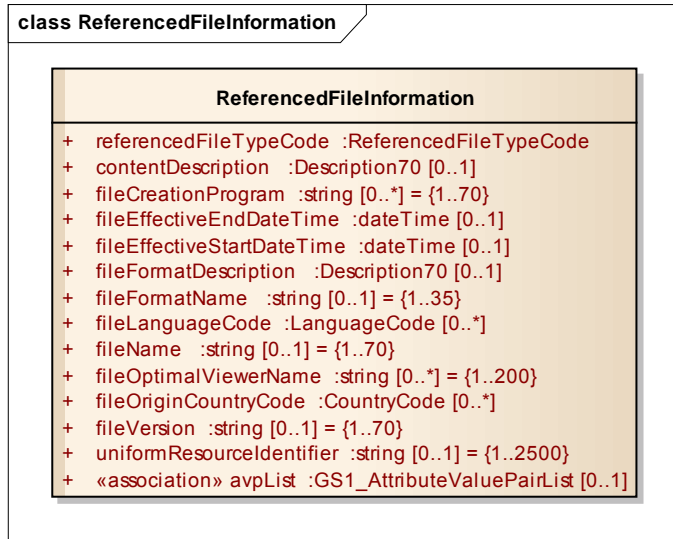 class ReferencedFileInformation
ReferencedFileInformation
+ referencedFileTypeCode :ReferencedFileTypeCode
+ contentDescription :Description70 [0..1]
+ fileCreationProgram :string [0..*] = {1..70}
+ fileEffectiveEndDateTime :dateTime [0..1]
+ fileEffectiveStartDateTime :dateTime [0..1]
+ fileFormatDescription :Description70 [0..1]
+ fileFormatName :string [0..1] = {1..35}
+ fileLanguageCode :LanguageCode [0..*]
+ fileName :string [0..1] = {1..70}
+ fileOptimalViewerName :string [0..*] = {1..200}
+ fileOriginCountryCode :CountryCode [0..*]
+ fileVersion :string [0..1] = {1..70}
+ uniformResourceIdentifier :string [0..1] = {1..2500}
+ «association» avpList :GS1_AttributeValuePairList [0..1]